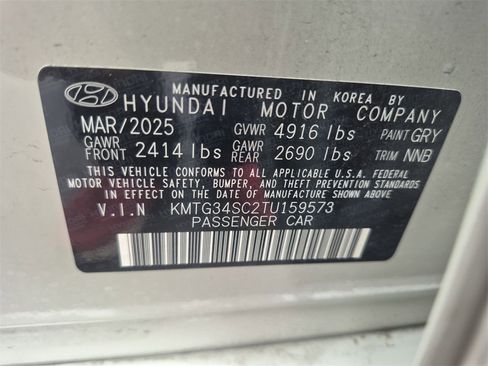 MANUFACTURED IN KOREA BY
HYUNDAI MOTOR COMPANY
MAR/2025 GVWR 4916 lbs PAINT GRY
GAWR FRONT 2414 lbs GAWR REAR 2690 lbs TRIM NNB
THIS VEHICLE CONFORMS TO ALL APPLICABLE U.S.A. FEDERAL
MOTOR VEHICLE SAFETY, BUMPER, AND THEFT PREVENTION STANDARDS
IN EFFECT ON THE DATE OF MANUFACTURE SHOWN ABOVE.
V.I.N KMTG34SC2TU159573
PASSENGER CAR